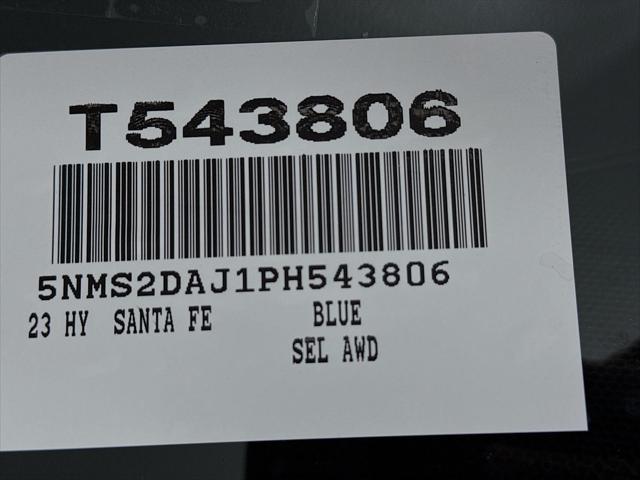 T543806
5NMS2DAJ1PH543806
23 HY SANTA FE BLUE
SEL AWD